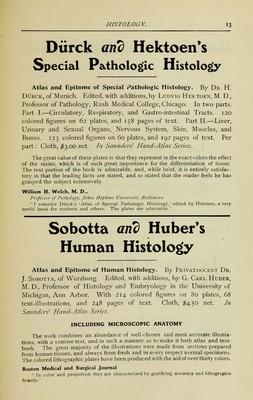 HISTOLOGY.
13
Dürck and Hektoen's
Special Pathologic Histology
Atlas and Epitome of Special Pathologic Histology. By Dr. H.
Dürck, of Munich. Edited, with additions, by Ludvig Hektoen, M. D.,
Professor of Pathology, Rush Medical College, Chicago. In two parts.
Part I.—Circulatory, Respiratory, and Gastro-intestinal Tracts. 120
colored figures on 62 plates, and 158 pages of text. Part II.—Liver,
Urinary and Sexual Organs, Nervous System, Skin, Muscles, and
Bones. 123 colored figures on 60 plates, and 192 pages of text. Per
part: Cloth, $3.00 net. In Saunders' Hand-Atlas Series.
The great value of these plates is that they represent in the exact colors the effect
of the stains, which is of such great importance for the differentiation of tissue.
The text portion of the book is admirable, and, while brief, it is entirely satisfac-
tory in that the leading facts are stated, and so stated that the reader feels he has
grasped the subject extensively.
William H. Welch, M. D.,
Professor of Pathology, Johns Hopkins University, Baltimore.
"I consider Dürck's 'Atlas of Special Pathologic Histology,' edited by Hektoen, a very
useful book for students and others. The plates are admirable."
Sobotta and Huber's
Human Histology
Atlas and Epitome of Human Histology. By Privatdocent Dr.
J. Sobotta, of Würzburg. Edited, with additions, by G. Carl Huber,
M. D., Professor of Histology and Embryology in the University of
Michigan, Ann Arbor. With 214 colored figures on 80 plates, 68
text-illustrations, and 248 pages of text. Cloth, $4.50 net. In
Saunders' Hand-Atlas Series.
INCLUDING MICROSCOPIC ANATOMY
The work combines an abundance of well-chosen and most accurate illustra-
tions, with a concise text, and in such a manner as to make it both atlas and text-
book. The great majority of the illustrations were made from sections prepared
from human tissues, and always from fresh and in every respect normal specimens.
The colored lithographic plates have been produced with the aid of over thirty colors.
Boston Medical and Surgical Journal
"In color and proportion they are characterized by gratifying accuracy and lithographic
beauty."